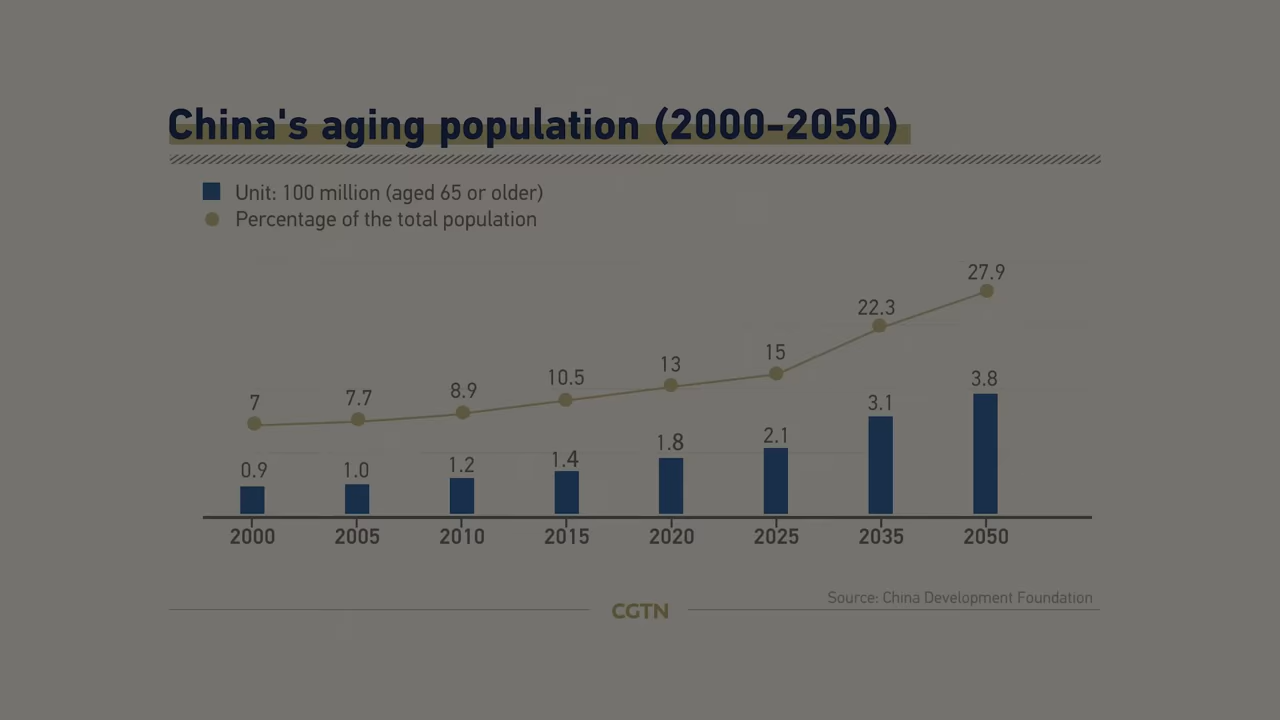 China's aging population (2000-2050)
Unit: 100 million (aged 65 or older)
Percentage of the total population
7 7.7 8.9 10.5 13 15 22.3 27.9
0.9 1.0 1.2 1.4 1.8 2.1 3.1 3.8
2000 2005 2010 2015 2020 2025 2035 2050
Source: China Development Foundation
CGTN